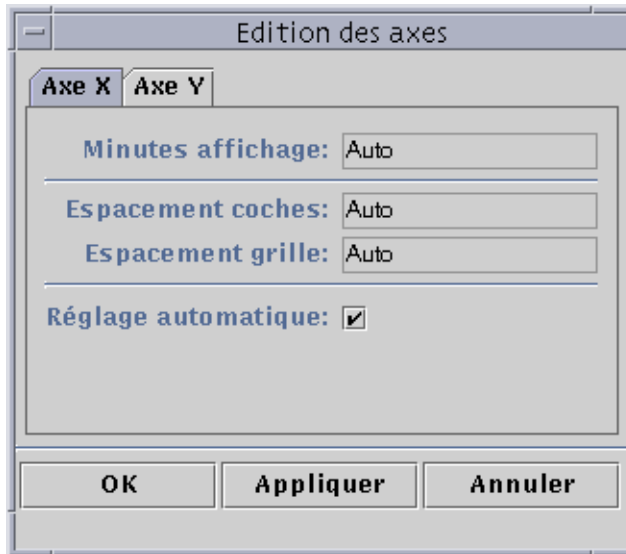 Edition des axes
Axe X Axe Y
Minutes affichage: Auto
Espacement coches: Auto
Espacement grille: Auto
Réglage automatique:
OK Appliquer Annuler